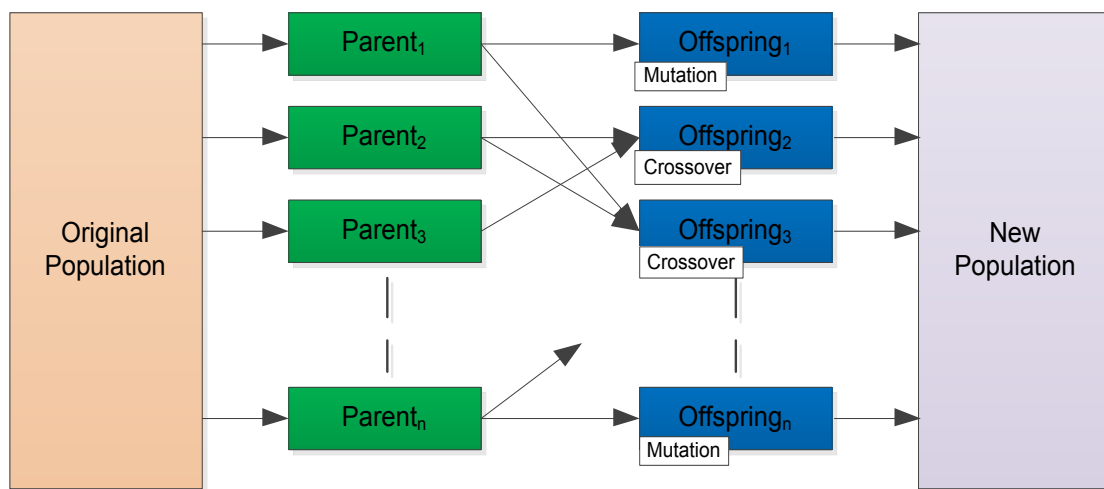 Original
Population
Parent₁
Parent₂
Parent₃
Parentₙ
Offspring₁
Mutation
Offspring₂
Crossover
Offspring₃
Crossover
Offspringₙ
Mutation
New
Population